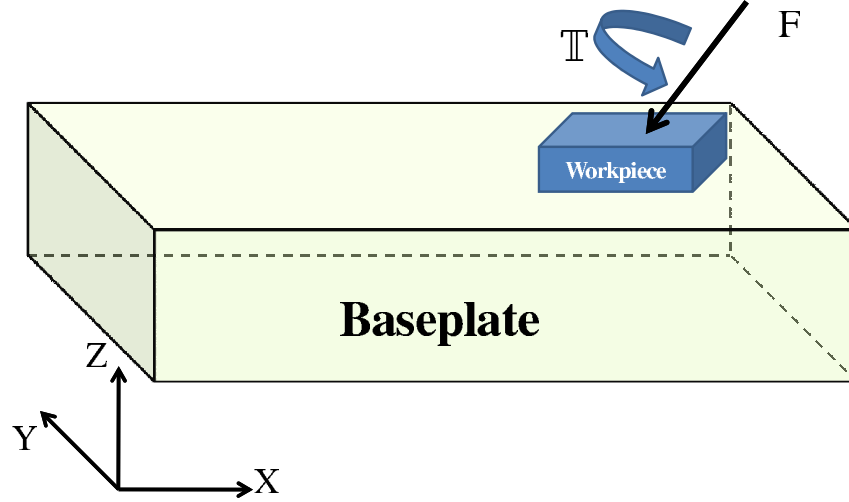 F
𝕋
Workpiece
Baseplate
Z
Y
X